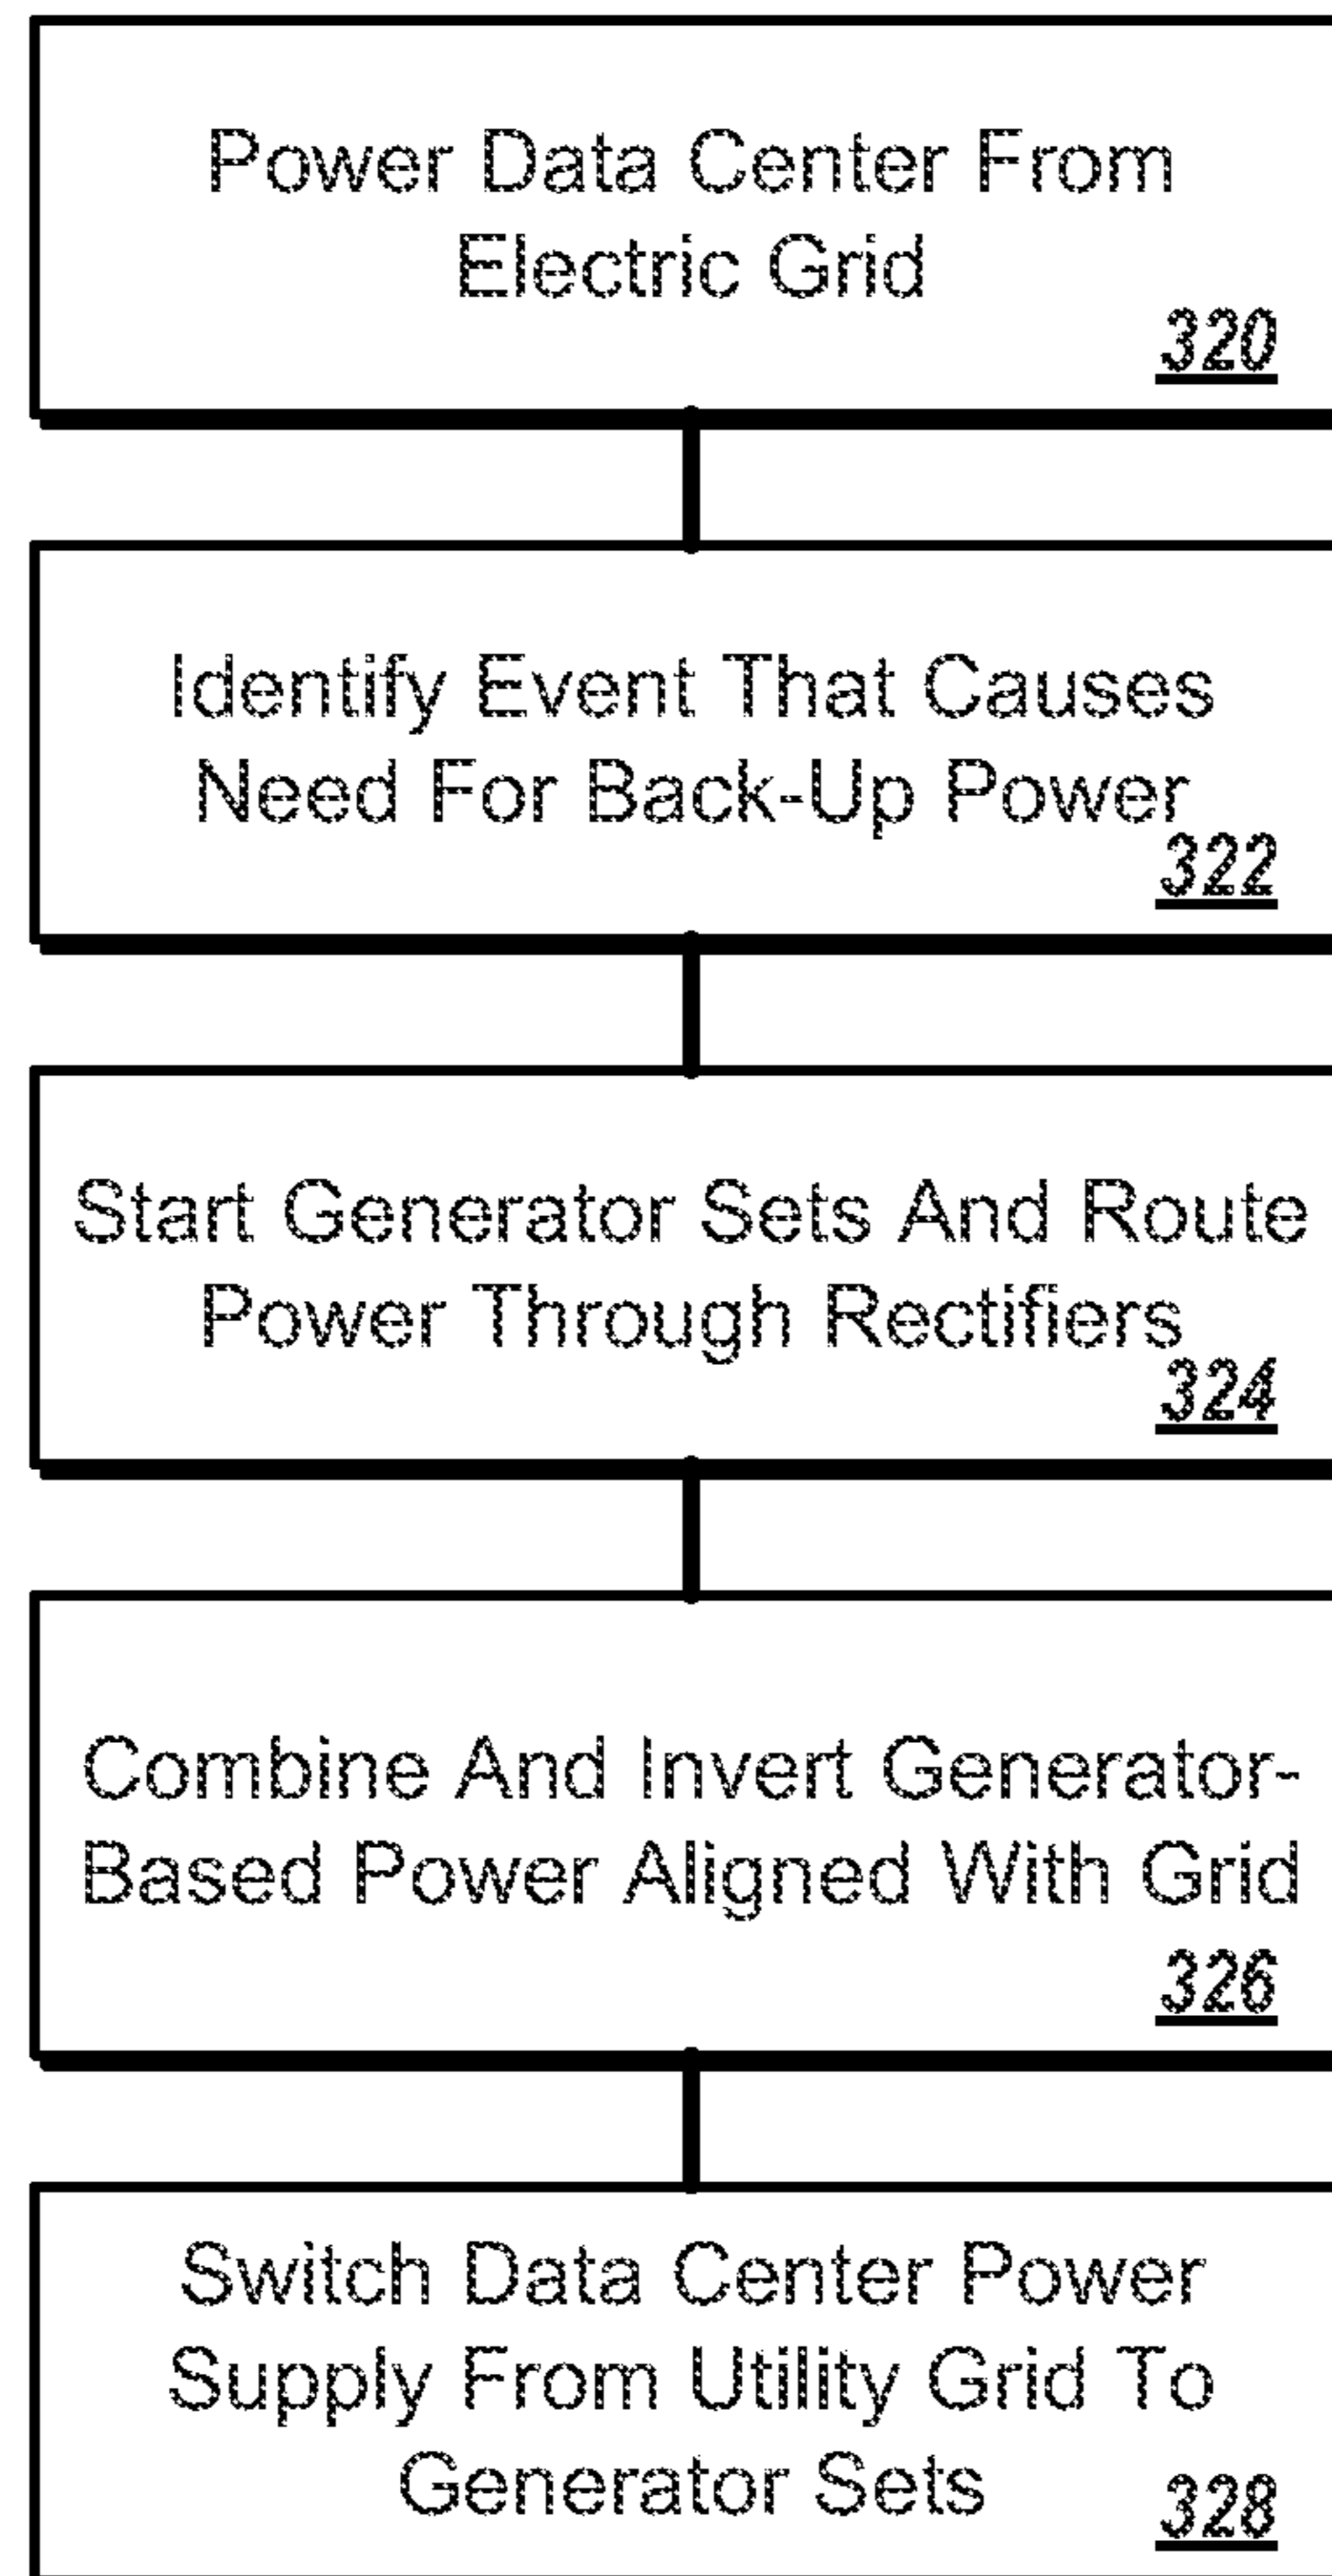 Power Data Center From
Electric Grid
320
Identify Event That Causes
Need For Back-Up Power
322
Start Generator Sets And Route
Power Through Rectifiers
324
Combine And Invert Generator-
Based Power Aligned With Grid
326
Switch Data Center Power
Supply From Utility Grid To
Generator Sets
328